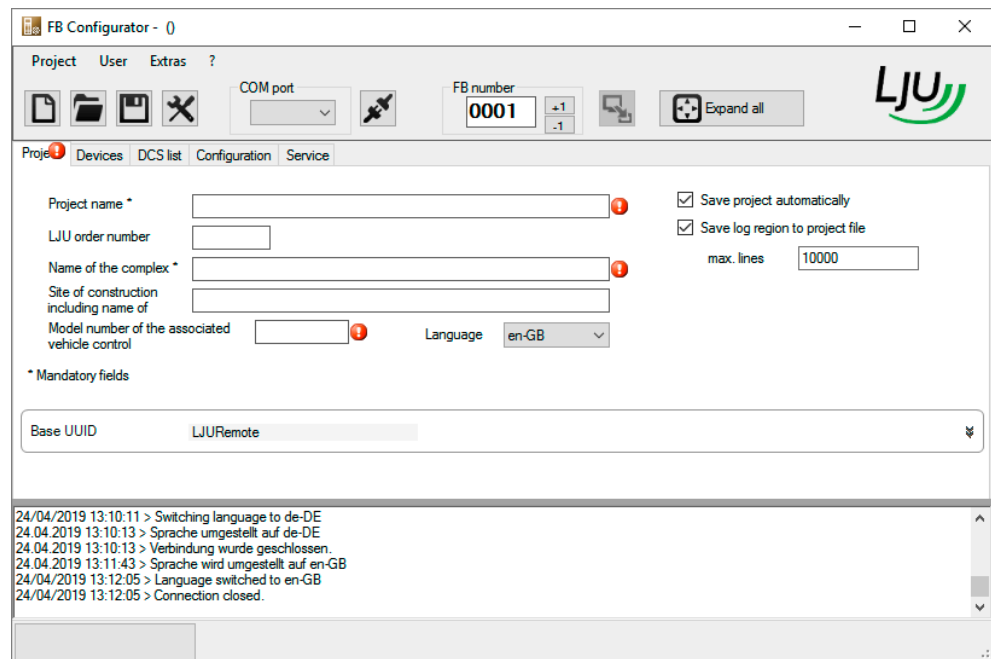 FB Configurator - ()
Project User Extras ?
COM port
FB number
0001
+1
-1
Expand all
LJU
Proje Devices DCS list Configuration Service
Project name *
Save project automatically
LJU order number
Save log region to project file
max. lines 10000
Name of the complex *
Site of construction
including name of
Model number of the associated
vehicle control
Language en-GB
* Mandatory fields
Base UUID LJURemote
24/04/2019 13:10:11 > Switching language to de-DE
24.04.2019 13:10:13 > Sprache umgestellt auf de-DE
24.04.2019 13:10:13 > Verbindung wurde geschlossen.
24.04.2019 13:11:43 > Sprache wird umgestellt auf en-GB
24/04/2019 13:12:05 > Language switched to en-GB
24/04/2019 13:12:05 > Connection closed.